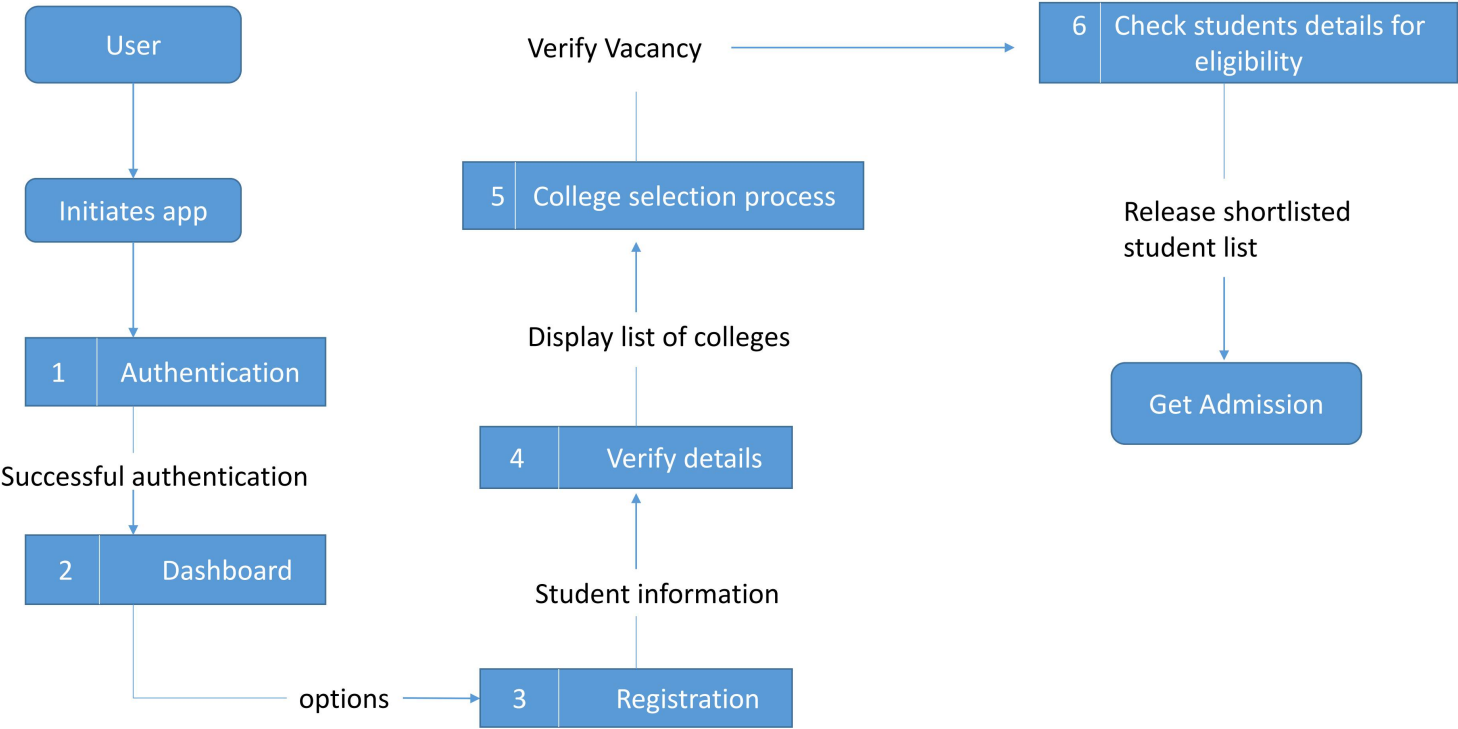 User
Initiates app
1 Authentication
Successful authentication
2 Dashboard
options
3 Registration
Student information
4 Verify details
Display list of colleges
5 College selection process
Verify Vacancy
6 Check students details for
eligibility
Release shortlisted
student list
Get Admission